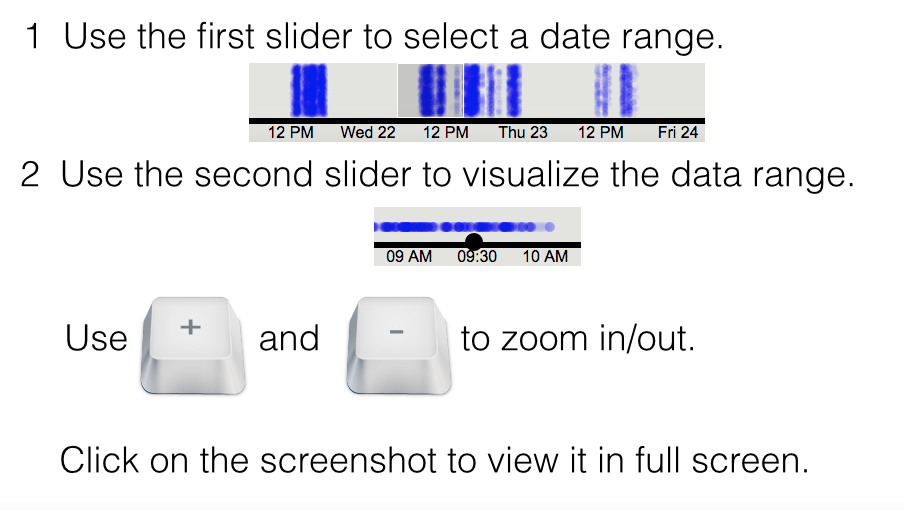 1 Use the first slider to select a date range.
12 PM Wed 22 12 PM Thu 23 12 PM Fri 24
2 Use the second slider to visualize the data range.
09 AM 09:30 10 AM
Use + and - to zoom in/out.
Click on the screenshot to view it in full screen.